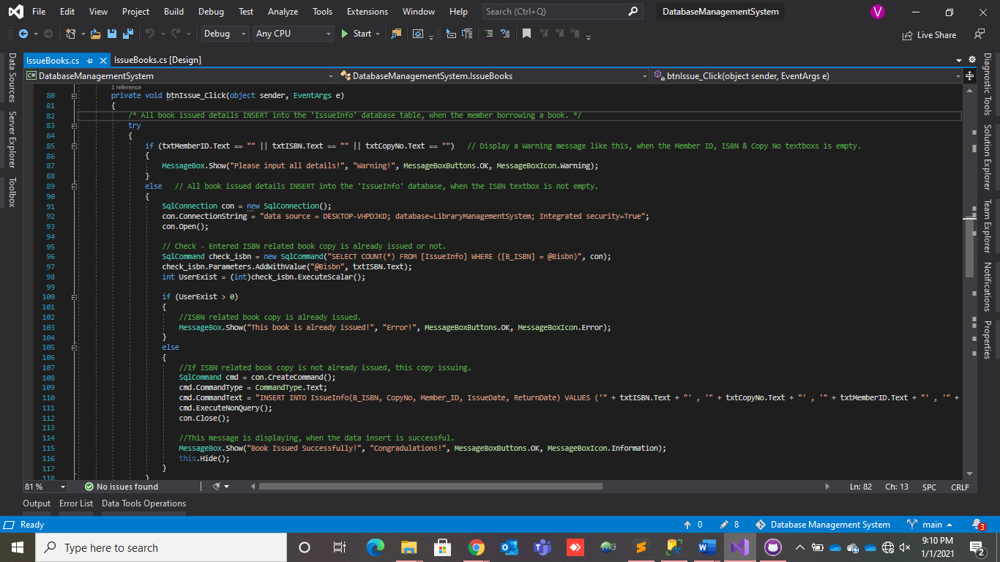 File Edit View Project Build Debug Test Analyze Tools Extensions Window Help Search (Ctrl+Q) DatabaseManagementSystem V
Debug Any CPU Start Live Share
IssueBooks.cs IssueBooks.cs [Design]
C# DatabaseManagementSystem DatabaseManagementSystem.IssueBooks btnIssue_Click(object sender, EventArgs e)
Data Sources
Server Explorer
Toolbox
1 reference
80 private void btnIssue_Click(object sender, EventArgs e)
81 {
82 /* All book issued details INSERT into the 'IssueInfo' database table, when the member borrowing a book. */
83 try
84 {
85 if (txtMemberID.Text == "" || txtISBN.Text == "" || txtCopyNo.Text == "") // Display a Warning message like this, when the Member ID, ISBN & Copy No textboxs is empty.
86 {
87 MessageBox.Show("Please input all details!", "Warning!", MessageBoxButtons.OK, MessageBoxIcon.Warning);
88 }
89 else // All book issued details INSERT into the 'IssueInfo' database, when the ISBN textbox is not empty.
90 {
91 SqlConnection con = new SqlConnection();
92 con.ConnectionString = "data source = DESKTOP-VHPDJKD; database=LibraryManagementSystem; Integrated security=True";
93 con.Open();
94
95 // Check - Entered ISBN related book copy is already issued or not.
96 SqlCommand check_isbn = new SqlCommand("SELECT COUNT(*) FROM [IssueInfo] WHERE ([B_ISBN] = @Bisbn)", con);
97 check_isbn.Parameters.AddWithValue("@Bisbn", txtISBN.Text);
98 int UserExist = (int)check_isbn.ExecuteScalar();
99
100 if (UserExist > 0)
101 {
102 //ISBN related book copy is already issued.
103 MessageBox.Show("This book is already issued!", "Error!", MessageBoxButtons.OK, MessageBoxIcon.Error);
104 }
105 else
106 {
107 //If ISBN related book copy is not already issued, this copy issuing.
108 SqlCommand cmd = con.CreateCommand();
109 cmd.CommandType = CommandType.Text;
110 cmd.CommandText = "INSERT INTO IssueInfo(B_ISBN, CopyNo, Member_ID, IssueDate, ReturnDate) VALUES ('" + txtISBN.Text + "' , '" + txtCopyNo.Text + "' , '" + txtMemberID.Text + "' , '" +
111 cmd.ExecuteNonQuery();
112 con.Close();
113
114 //This message is displaying, when the data insert is successful.
115 MessageBox.Show("Book Issued Successfully!", "Congradulations!", MessageBoxButtons.OK, MessageBoxIcon.Information);
116 this.Hide();
117 }
118 }
Diagnostic Tools
Solution Explorer
Team Explorer
Notifications
Properties
81 % No issues found Ln: 82 Ch: 13 SPC CRLF
Output Error List Data Tools Operations
Ready 0 8 Database Management System main 3
Type here to search 9:10 PM
1/1/2021 2